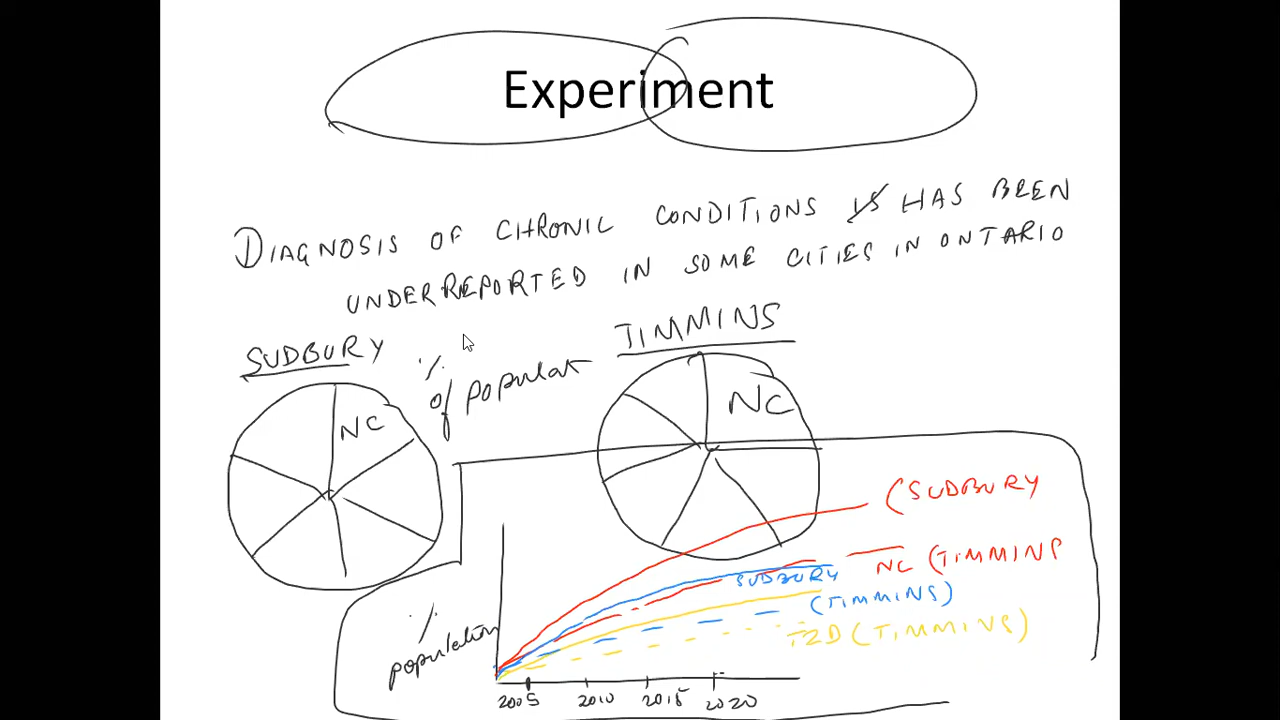 Experiment
DIAGNOSIS OF CHRONIC CONDITIONS IS HAS BEEN
UNDERREPORTED IN SOME CITIES IN ONTARIO
SUDBURY
%
of populat
TIMMINS
NC
NC
(SUDBURY
NC (TIMMINS
SUDBURY
(TIMMINS)
T2D (TIMMINS)
%
population
2005 2010 2015 2020